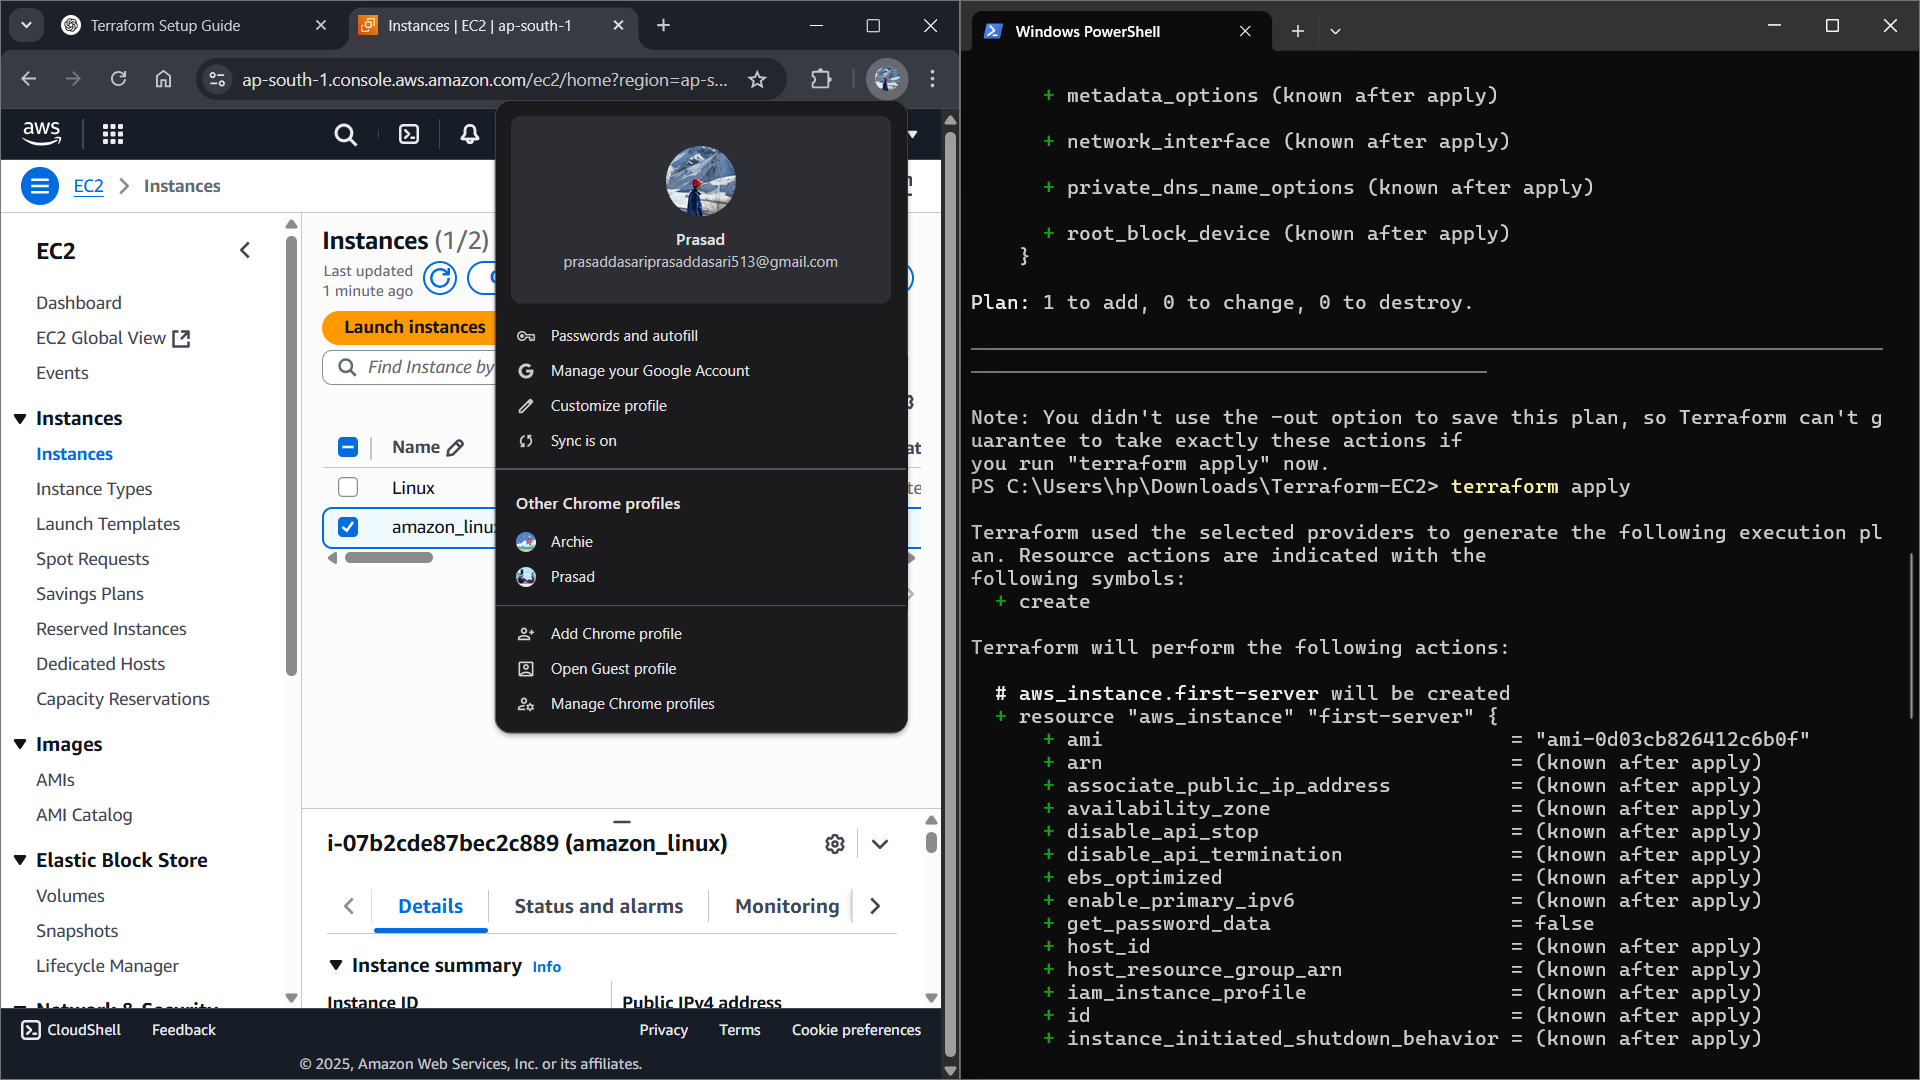 Terraform Setup Guide
Instances | EC2 | ap-south-1
ap-south-1.console.aws.amazon.com/ec2/home?region=ap-s...
aws
EC2 > Instances
EC2
Dashboard
EC2 Global View
Events
Instances
Instances
Instance Types
Launch Templates
Spot Requests
Savings Plans
Reserved Instances
Dedicated Hosts
Capacity Reservations
Images
AMIs
AMI Catalog
Elastic Block Store
Volumes
Snapshots
Lifecycle Manager
Network & Security
Instances (1/2)
Last updated
1 minute ago
Launch instances
Find Instance by
Name
Linux
amazon_linux
Prasad
prasaddasariprasaddasari513@gmail.com
Passwords and autofill
Manage your Google Account
Customize profile
Sync is on
Other Chrome profiles
Archie
Prasad
Add Chrome profile
Open Guest profile
Manage Chrome profiles
i-07b2cde87bec2c889 (amazon_linux)
Details
Status and alarms
Monitoring
Instance summary Info
Instance ID
Public IPv4 address
CloudShell Feedback Privacy Terms Cookie preferences
© 2025, Amazon Web Services, Inc. or its affiliates.
Windows PowerShell
+ metadata_options (known after apply)
+ network_interface (known after apply)
+ private_dns_name_options (known after apply)
+ root_block_device (known after apply)
}
Plan: 1 to add, 0 to change, 0 to destroy.
Note: You didn't use the -out option to save this plan, so Terraform can't g
uarantee to take exactly these actions if
you run "terraform apply" now.
PS C:\Users\hp\Downloads\Terraform-EC2> terraform apply
Terraform used the selected providers to generate the following execution pl
an. Resource actions are indicated with the
following symbols:
+ create
Terraform will perform the following actions:
# aws_instance.first-server will be created
+ resource "aws_instance" "first-server" {
+ ami = "ami-0d03cb826412c6b0f"
+ arn = (known after apply)
+ associate_public_ip_address = (known after apply)
+ availability_zone = (known after apply)
+ disable_api_stop = (known after apply)
+ disable_api_termination = (known after apply)
+ ebs_optimized = (known after apply)
+ enable_primary_ipv6 = (known after apply)
+ get_password_data = false
+ host_id = (known after apply)
+ host_resource_group_arn = (known after apply)
+ iam_instance_profile = (known after apply)
+ id = (known after apply)
+ instance_initiated_shutdown_behavior = (known after apply)